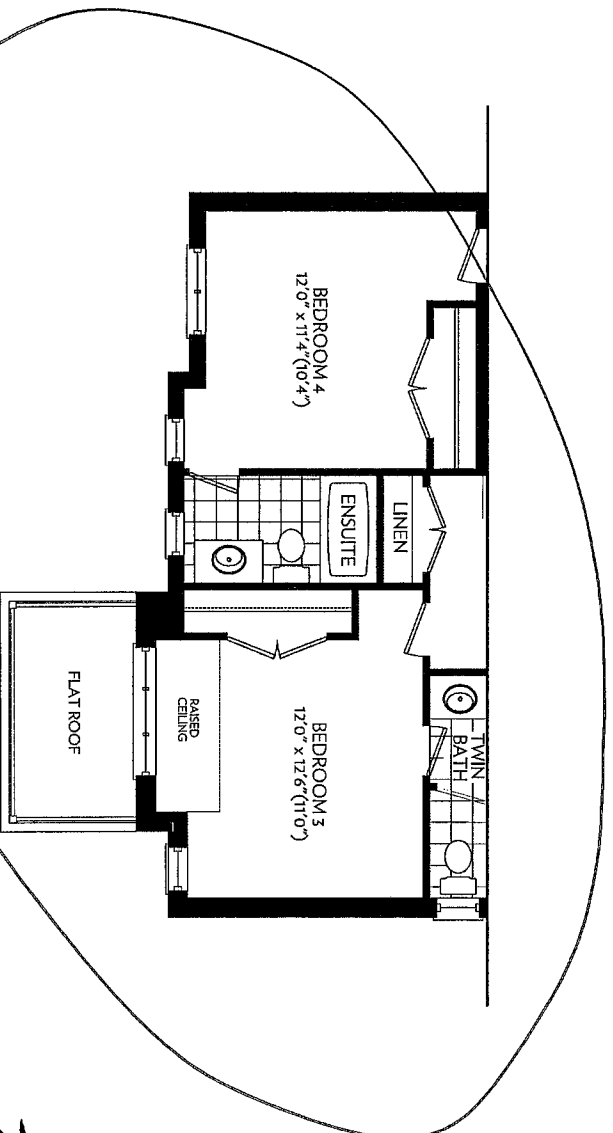 BEDROOM 4
12'0" x 11'4"(10'4")
ENSUITE
LINEN
FLAT ROOF
RAISED
CEILING
BEDROOM 3
12'0" x 12'6"(11'0")
TWIN
BATH